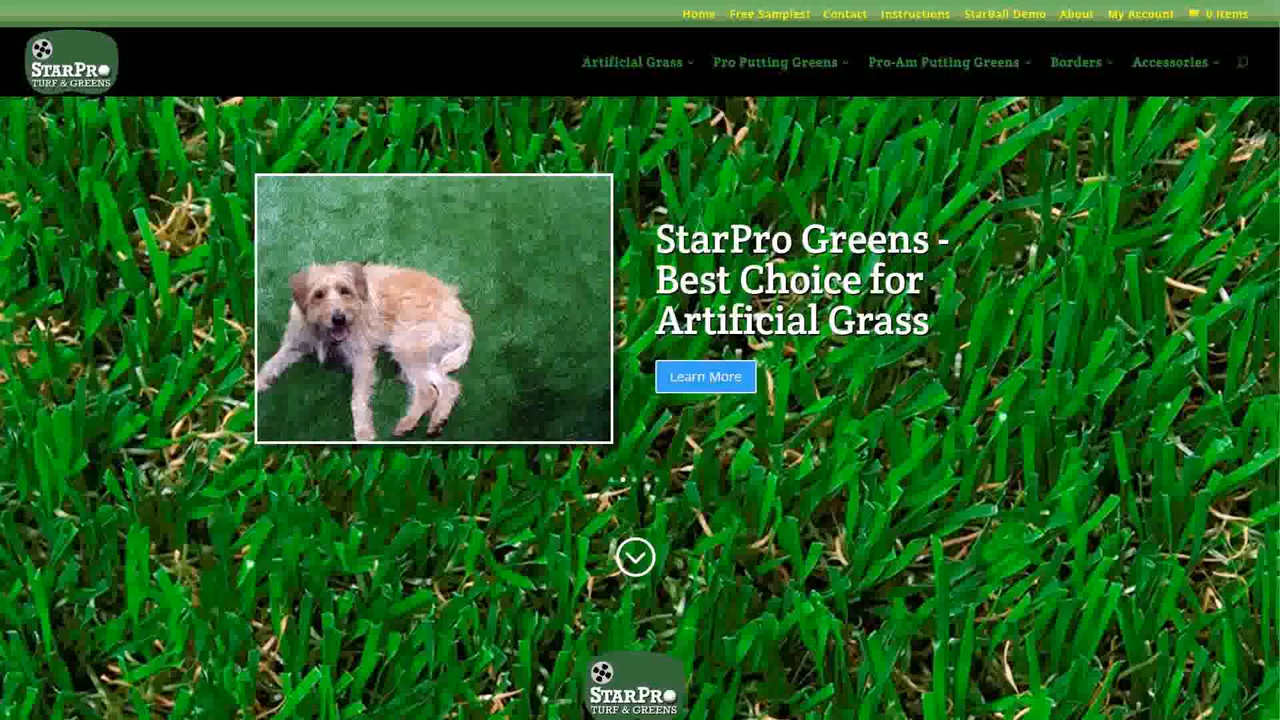 Home Free Samples! Contact Instructions StarBall Demo About My Account 0 Items
STARPRO
TURF & GREENS
Artificial Grass Pro Putting Greens Pro-Am Putting Greens Borders Accessories
StarPro Greens -
Best Choice for
Artificial Grass
Learn More
STARPRO
TURF & GREENS